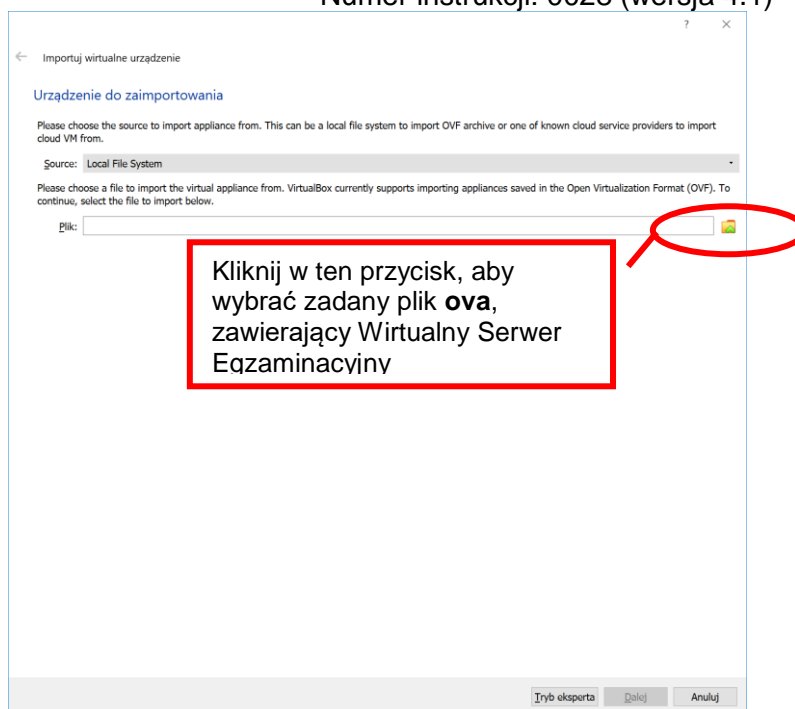 Numer instrukcji: 0028 (wersja 4.1)
? ×
← Importuj wirtualne urządzenie
Urządzenie do zaimportowania
Please choose the source to import appliance from. This can be a local file system to import OVF archive or one of known cloud service providers to import
cloud VM from.
Source: Local File System
Please choose a file to import the virtual appliance from. VirtualBox currently supports importing appliances saved in the Open Virtualization Format (OVF). To
continue, select the file to import below.
Plik:
Kliknij w ten przycisk, aby
wybrać zadany plik ova,
zawierający Wirtualny Serwer
Egzaminacyjny
Tryb eksperta Dalej Anuluj